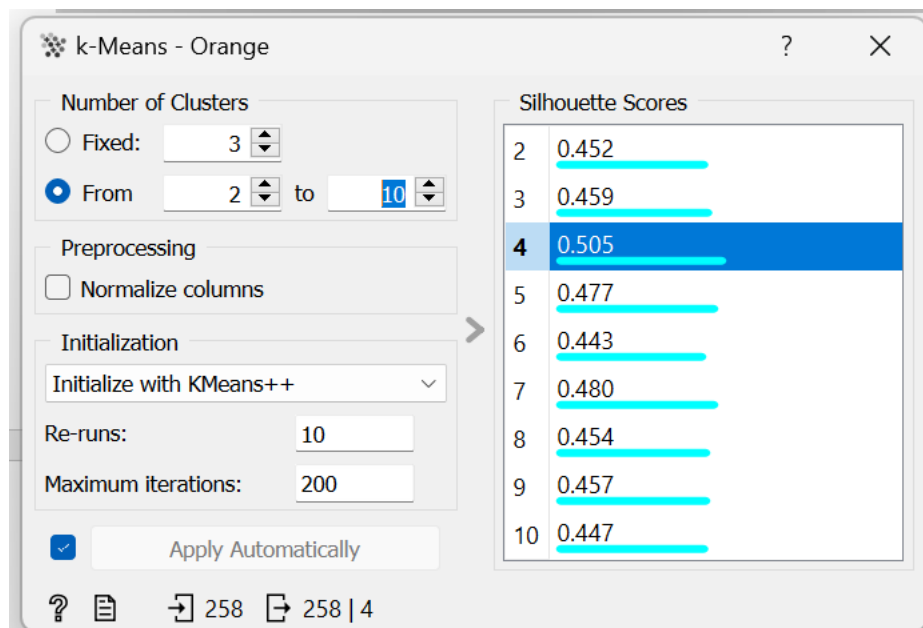 k-Means - Orange ?
Number of Clusters
Fixed: 3
From 2 to 10
Preprocessing
Normalize columns
Initialization
Initialize with KMeans++
Re-runs: 10
Maximum iterations: 200
Apply Automatically
? 258 258 | 4
Silhouette Scores
2 0.452
3 0.459
4 0.505
5 0.477
6 0.443
7 0.480
8 0.454
9 0.457
10 0.447